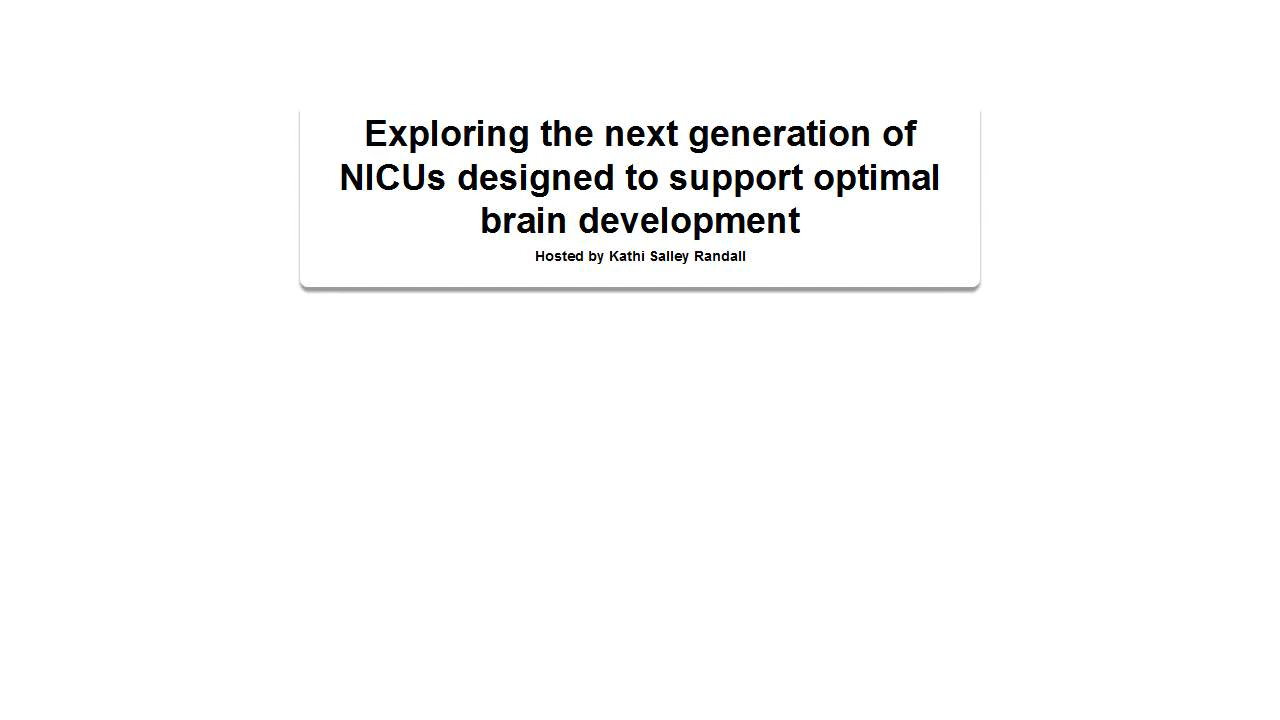 Exploring the next generation of
NICUs designed to support optimal
brain development
Hosted by Kathi Salley Randall